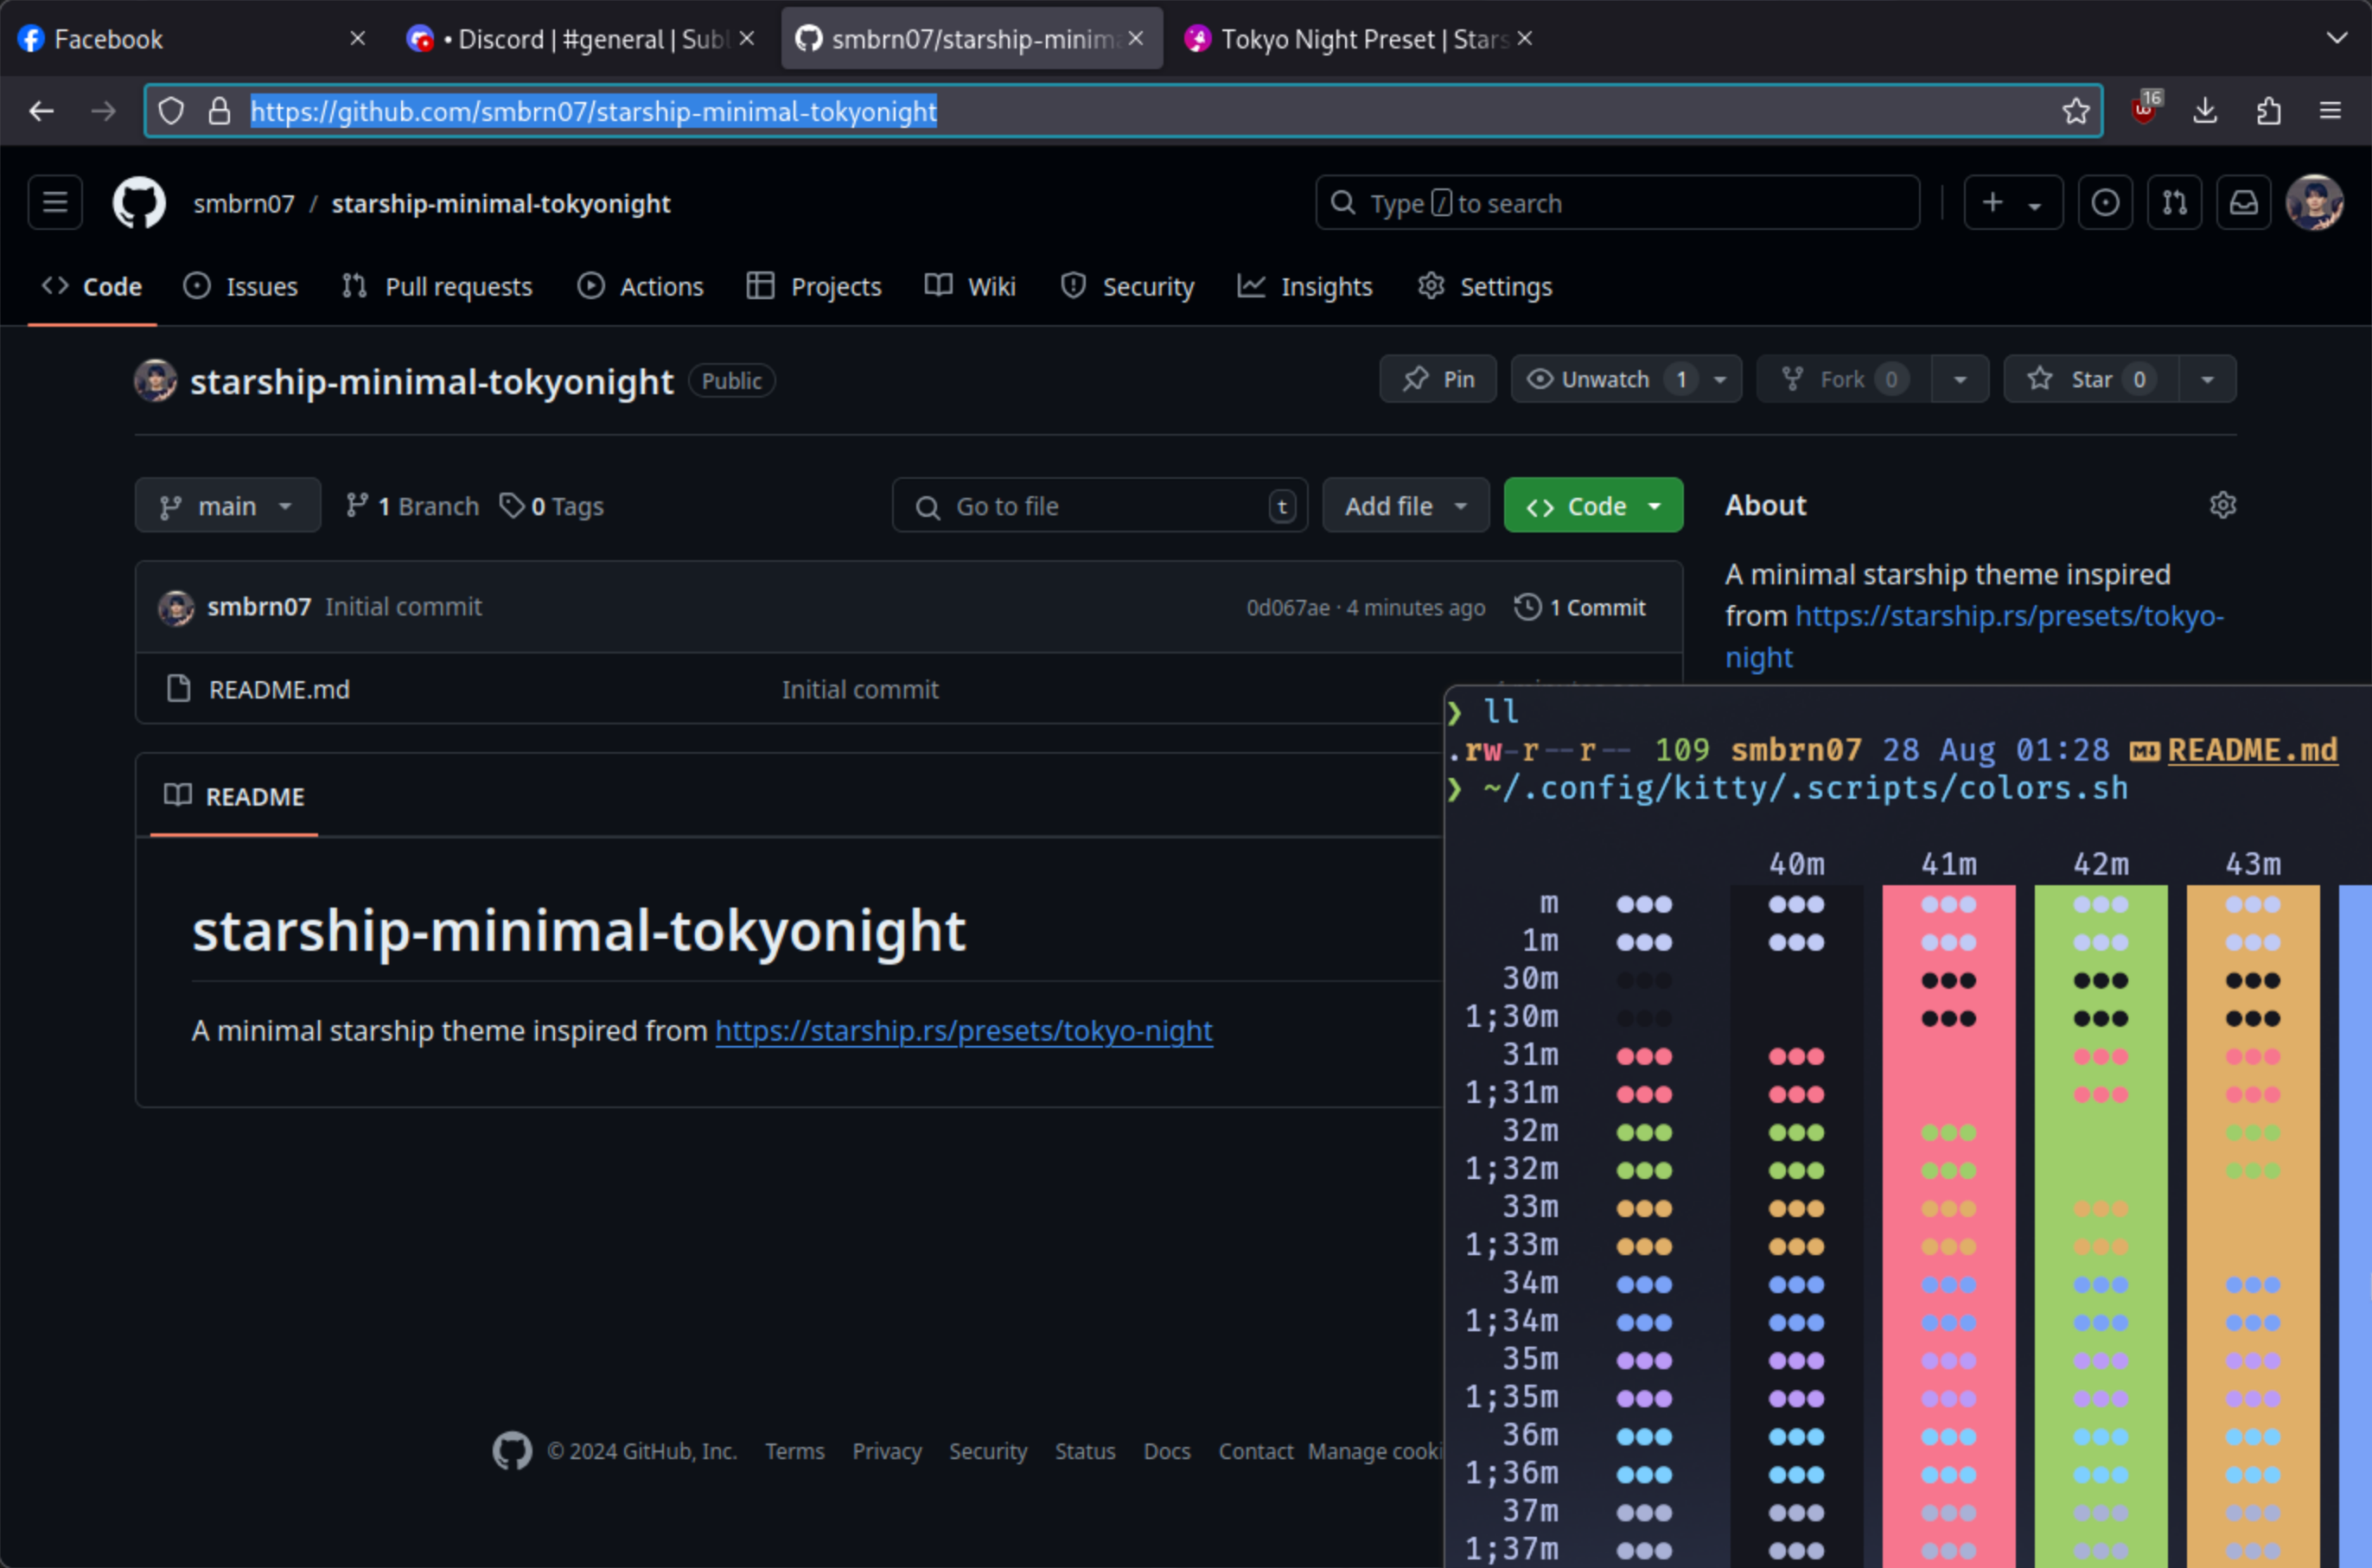 Facebook
• Discord | #general | Subl
smbrn07/starship-minima
Tokyo Night Preset | Stars
https://github.com/smbrn07/starship-minimal-tokyonight
16
smbrn07 / starship-minimal-tokyonight
Type / to search
Code Issues Pull requests Actions Projects Wiki Security Insights Settings
starship-minimal-tokyonight Public
Pin Unwatch 1 Fork 0 Star 0
main 1 Branch 0 Tags Go to file t Add file Code
About
A minimal starship theme inspired
from https://starship.rs/presets/tokyo-
night
smbrn07 Initial commit 0d067ae · 4 minutes ago 1 Commit
README.md Initial commit
README
starship-minimal-tokyonight
A minimal starship theme inspired from https://starship.rs/presets/tokyo-night
© 2024 GitHub, Inc. Terms Privacy Security Status Docs Contact Manage cooki
❯ ll
.rw-r--r-- 109 smbrn07 28 Aug 01:28 README.md
❯ ~/.config/kitty/.scripts/colors.sh
40m 41m 42m 43m
m ●●● ●●● ●●● ●●● ●●●
1m ●●● ●●● ●●● ●●● ●●●
30m ●●● ●●● ●●● ●●●
1;30m ●●● ●●● ●●● ●●●
31m ●●● ●●● ●●● ●●●
1;31m ●●● ●●● ●●● ●●●
32m ●●● ●●● ●●● ●●●
1;32m ●●● ●●● ●●● ●●●
33m ●●● ●●● ●●● ●●●
1;33m ●●● ●●● ●●● ●●●
34m ●●● ●●● ●●● ●●● ●●●
1;34m ●●● ●●● ●●● ●●● ●●●
35m ●●● ●●● ●●● ●●● ●●●
1;35m ●●● ●●● ●●● ●●● ●●●
36m ●●● ●●● ●●● ●●● ●●●
1;36m ●●● ●●● ●●● ●●● ●●●
37m ●●● ●●● ●●● ●●● ●●●
1;37m ●●● ●●● ●●● ●●● ●●●